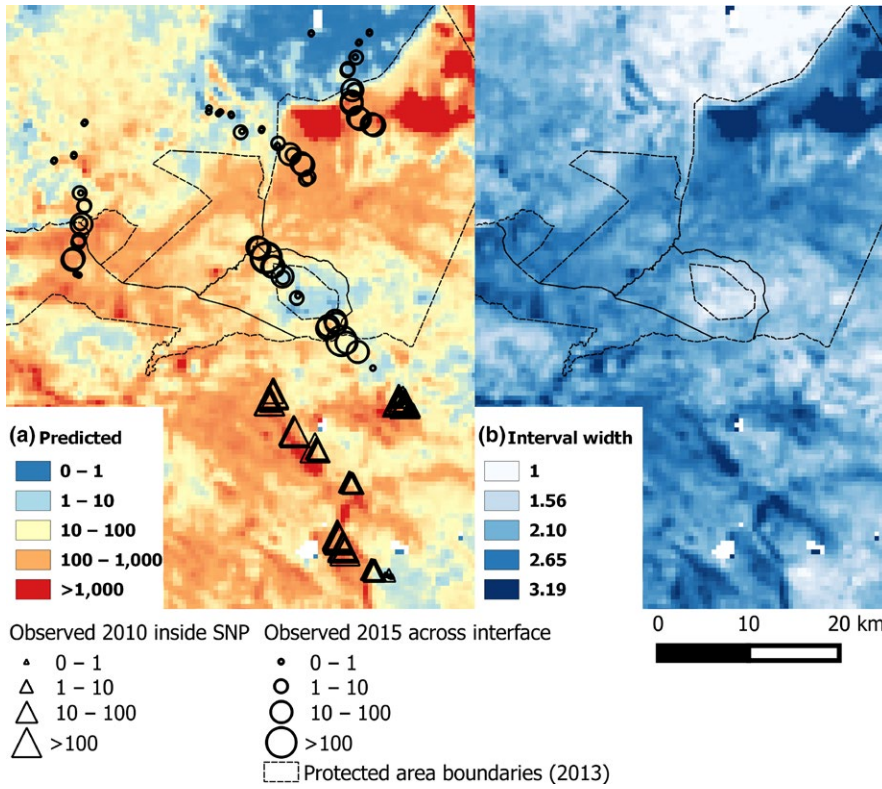 (a) Predicted
0 – 1
1 – 10
10 – 100
100 – 1,000
>1,000
(b) Interval width
1
1.56
2.10
2.65
3.19
0 10 20 km
Observed 2010 inside SNP
0 – 1
1 – 10
10 – 100
>100
Observed 2015 across interface
0 – 1
1 – 10
10 – 100
>100
Protected area boundaries (2013)